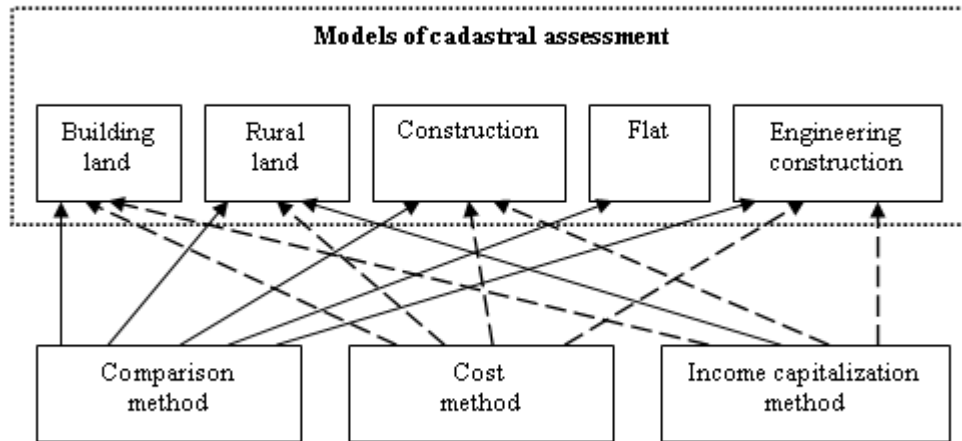 Models of cadastral assessment
Building
land
Rural
land
Construction
Flat
Engineering
construction
Comparison
method
Cost
method
Income capitalization
method